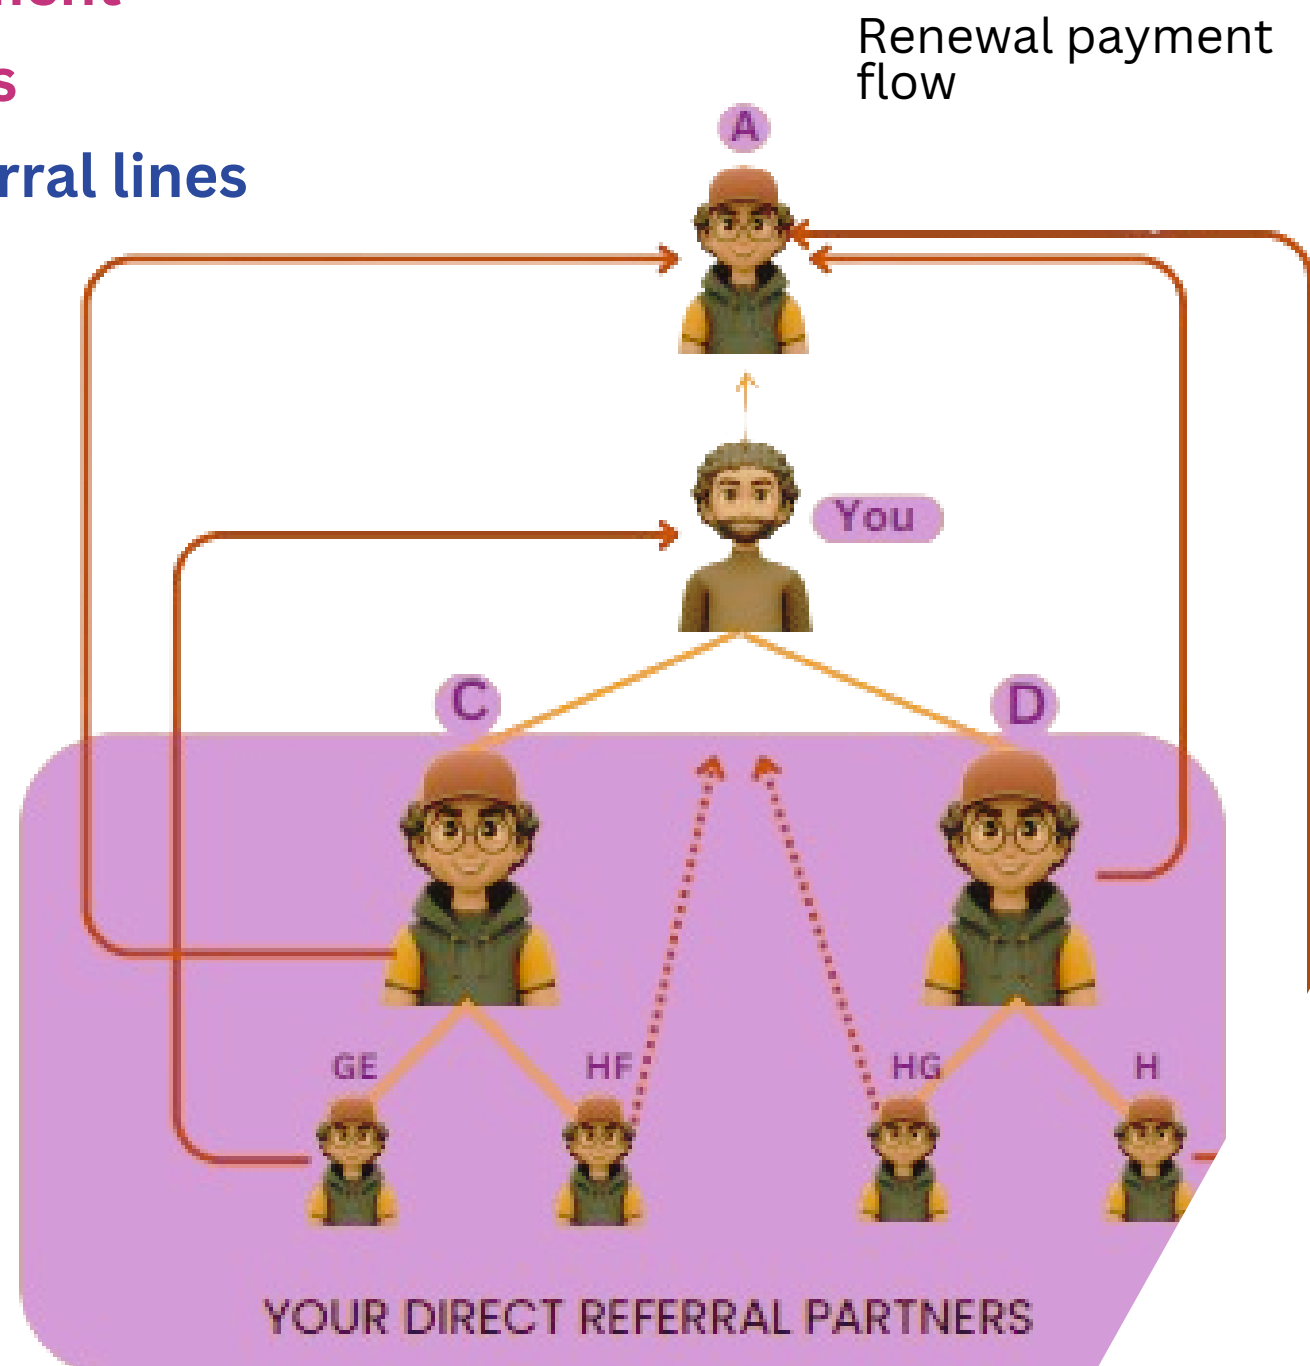 Renewal payment
flow
s
rral lines
A
You
C
D
GE
HF
HG
H
YOUR DIRECT REFERRAL PARTNERS